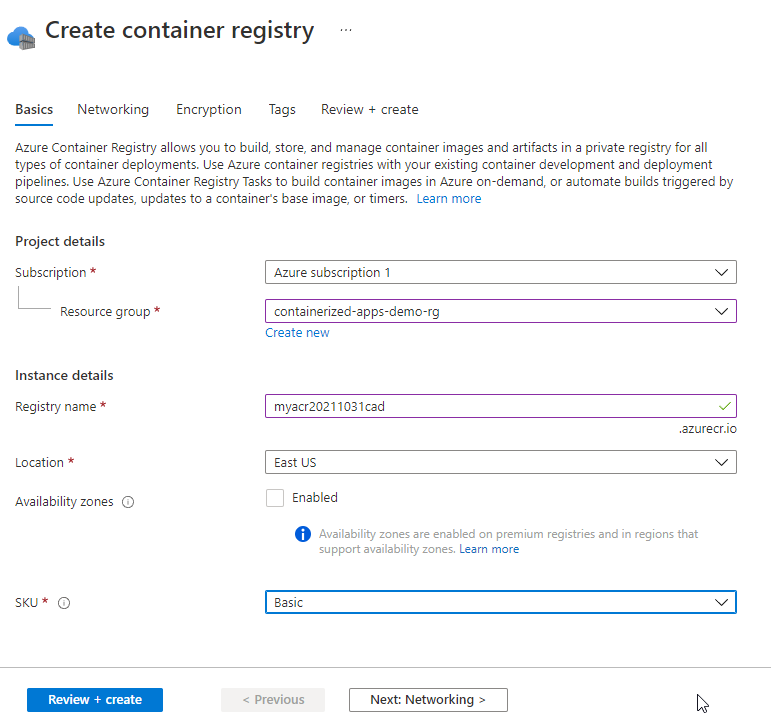 Create container registry ...
Basics Networking Encryption Tags Review + create
Azure Container Registry allows you to build, store, and manage container images and artifacts in a private registry for all
types of container deployments. Use Azure container registries with your existing container development and deployment
pipelines. Use Azure Container Registry Tasks to build container images in Azure on-demand, or automate builds triggered by
source code updates, updates to a container's base image, or timers. Learn more
Project details
Subscription * Azure subscription 1
Resource group * containerized-apps-demo-rg
Create new
Instance details
Registry name * myacr20211031cad
.azurecr.io
Location * East US
Availability zones Enabled
Availability zones are enabled on premium registries and in regions that
support availability zones. Learn more
SKU * Basic
Review + create < Previous Next: Networking >